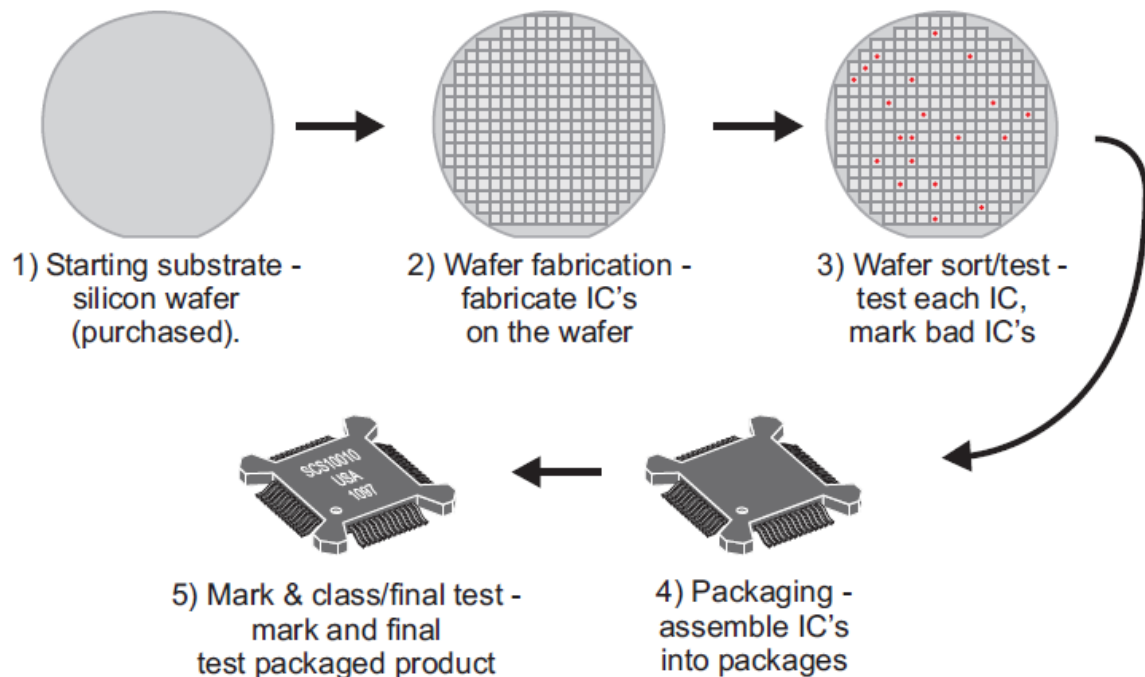 1) Starting substrate -
silicon wafer
(purchased).
2) Wafer fabrication -
fabricate IC's
on the wafer
3) Wafer sort/test -
test each IC,
mark bad IC's
SCS10010
USA
1097
5) Mark & class/final test -
mark and final
test packaged product
4) Packaging -
assemble IC's
into packages